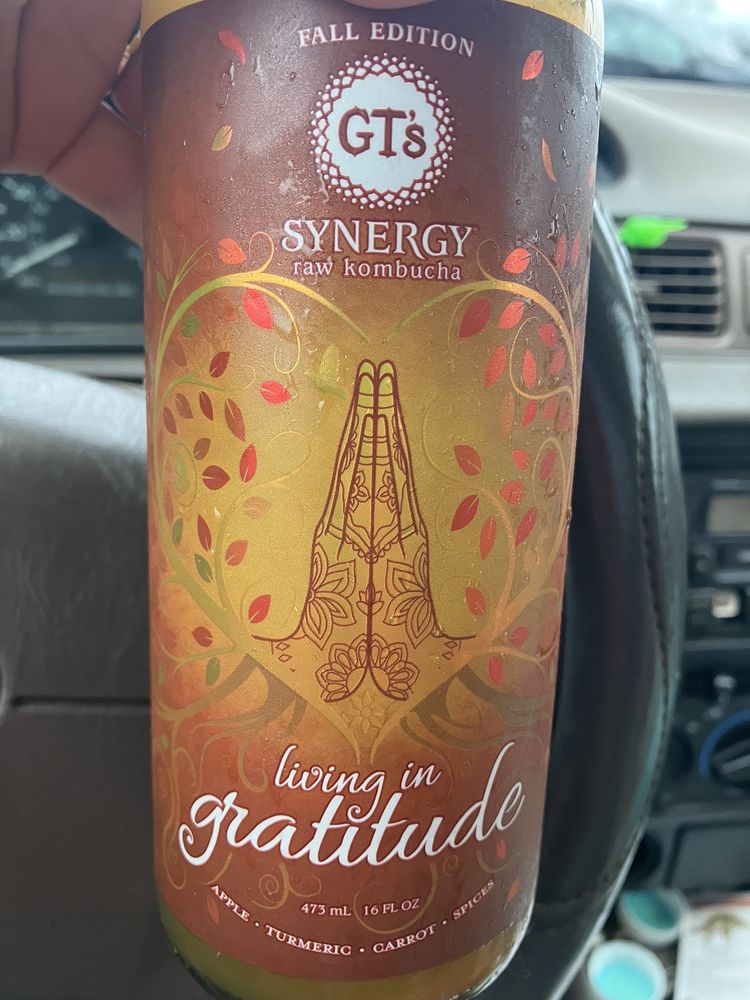 FALL EDITION
GT's
SYNERGY
raw kombucha
living in
gratitude
473 mL 16 FL OZ
APPLE • TURMERIC • CARROT • SPICES